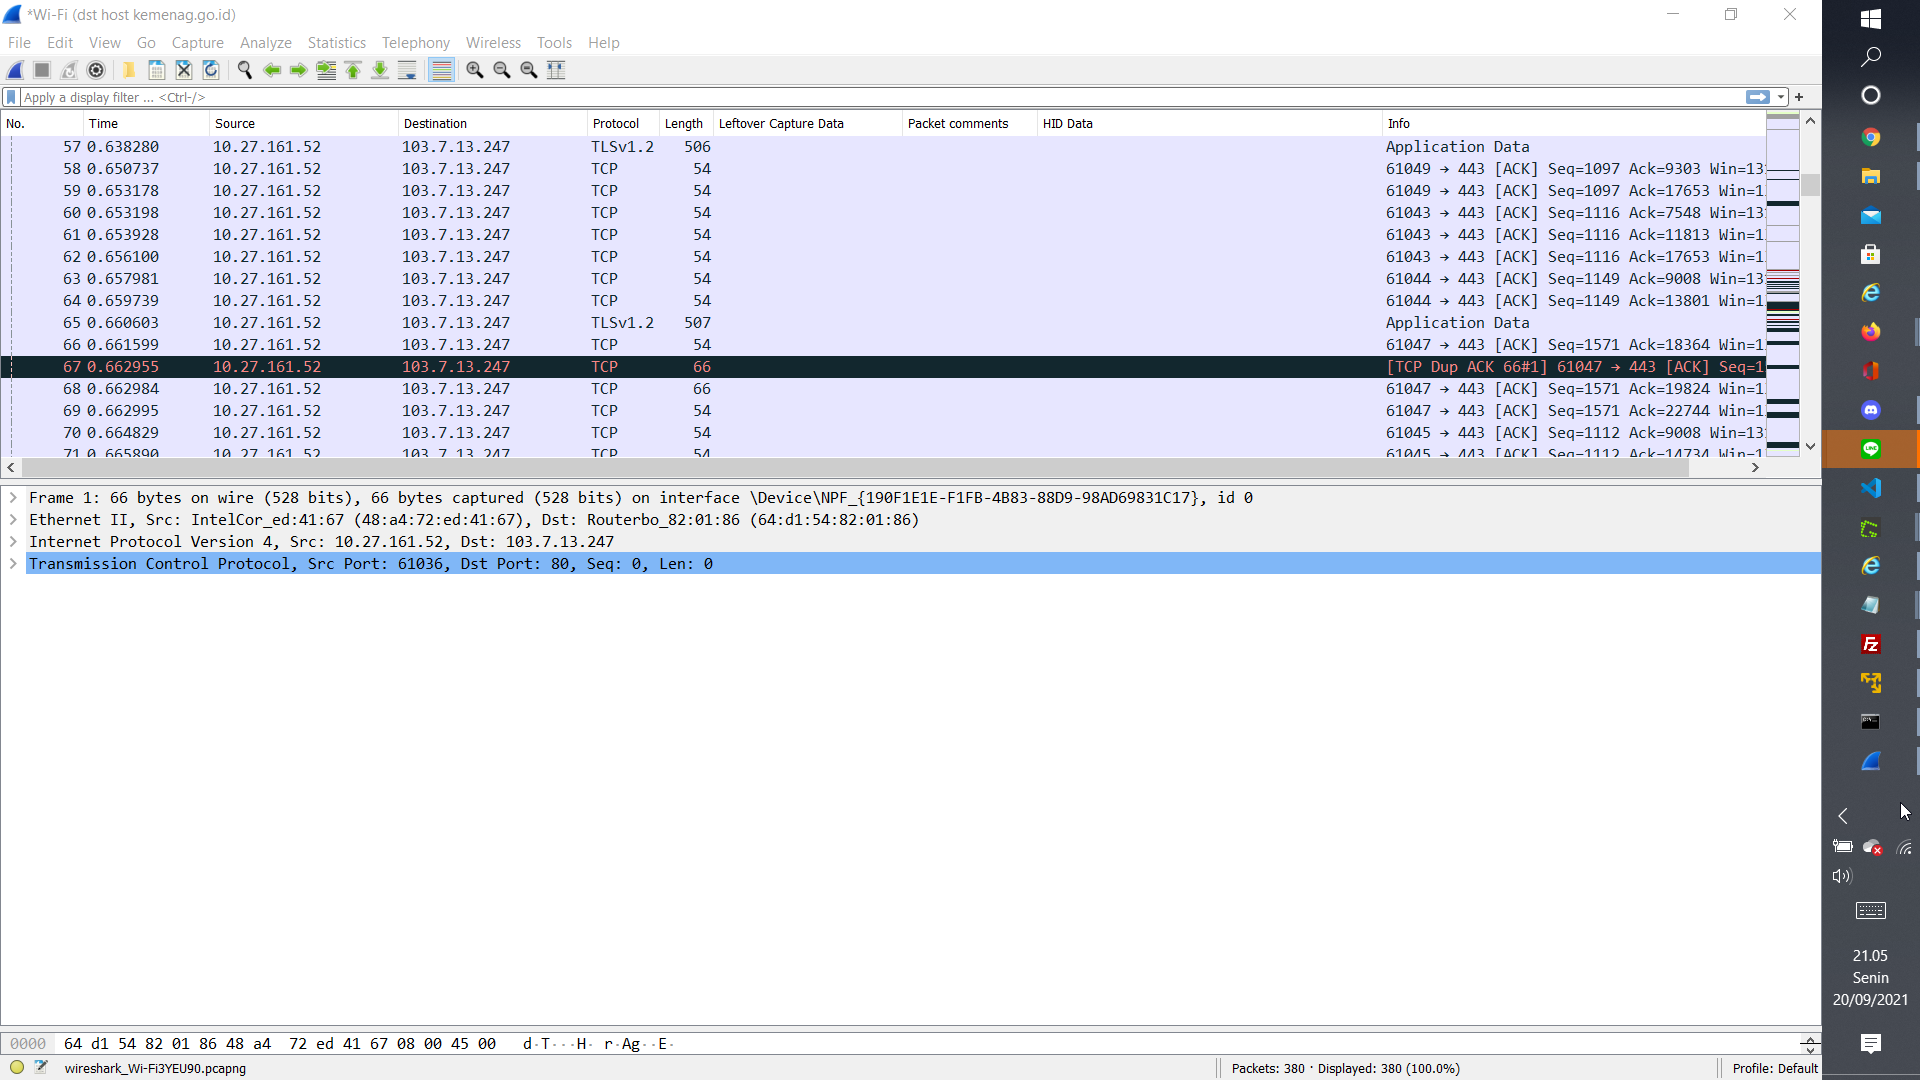 *Wi-Fi (dst host kemenag.go.id)
File Edit View Go Capture Analyze Statistics Telephony Wireless Tools Help
Apply a display filter ... <Ctrl-/>
No. Time Source Destination Protocol Length Leftover Capture Data Packet comments HID Data Info
57 0.638280 10.27.161.52 103.7.13.247 TLSv1.2 506 Application Data
58 0.650737 10.27.161.52 103.7.13.247 TCP 54 61049 → 443 [ACK] Seq=1097 Ack=9303 Win=13
59 0.653178 10.27.161.52 103.7.13.247 TCP 54 61049 → 443 [ACK] Seq=1097 Ack=17653 Win=1
60 0.653198 10.27.161.52 103.7.13.247 TCP 54 61043 → 443 [ACK] Seq=1116 Ack=7548 Win=13
61 0.653928 10.27.161.52 103.7.13.247 TCP 54 61043 → 443 [ACK] Seq=1116 Ack=11813 Win=1
62 0.656100 10.27.161.52 103.7.13.247 TCP 54 61043 → 443 [ACK] Seq=1116 Ack=17653 Win=1
63 0.657981 10.27.161.52 103.7.13.247 TCP 54 61044 → 443 [ACK] Seq=1149 Ack=9008 Win=13
64 0.659739 10.27.161.52 103.7.13.247 TCP 54 61044 → 443 [ACK] Seq=1149 Ack=13801 Win=1
65 0.660603 10.27.161.52 103.7.13.247 TLSv1.2 507 Application Data
66 0.661599 10.27.161.52 103.7.13.247 TCP 54 61047 → 443 [ACK] Seq=1571 Ack=18364 Win=1
67 0.662955 10.27.161.52 103.7.13.247 TCP 66 [TCP Dup ACK 66#1] 61047 → 443 [ACK] Seq=1
68 0.662984 10.27.161.52 103.7.13.247 TCP 66 61047 → 443 [ACK] Seq=1571 Ack=19824 Win=1
69 0.662995 10.27.161.52 103.7.13.247 TCP 54 61047 → 443 [ACK] Seq=1571 Ack=22744 Win=1
70 0.664829 10.27.161.52 103.7.13.247 TCP 54 61045 → 443 [ACK] Seq=1112 Ack=9008 Win=13
71 0.665890 10.27.161.52 103.7.13.247 TCP 54 61045 → 443 [ACK] Seq=1112 Ack=14734 Win=1
Frame 1: 66 bytes on wire (528 bits), 66 bytes captured (528 bits) on interface \Device\NPF_{190F1E1E-F1FB-4B83-88D9-98AD69831C17}, id 0
Ethernet II, Src: IntelCor_ed:41:67 (48:a4:72:ed:41:67), Dst: Routerbo_82:01:86 (64:d1:54:82:01:86)
Internet Protocol Version 4, Src: 10.27.161.52, Dst: 103.7.13.247
Transmission Control Protocol, Src Port: 61036, Dst Port: 80, Seq: 0, Len: 0
0000 64 d1 54 82 01 86 48 a4 72 ed 41 67 08 00 45 00 d·T···H· r·Ag··E·
wireshark_Wi-Fi3YEU90.pcapng
Packets: 380 · Displayed: 380 (100.0%)
Profile: Default
21.05
Senin
20/09/2021